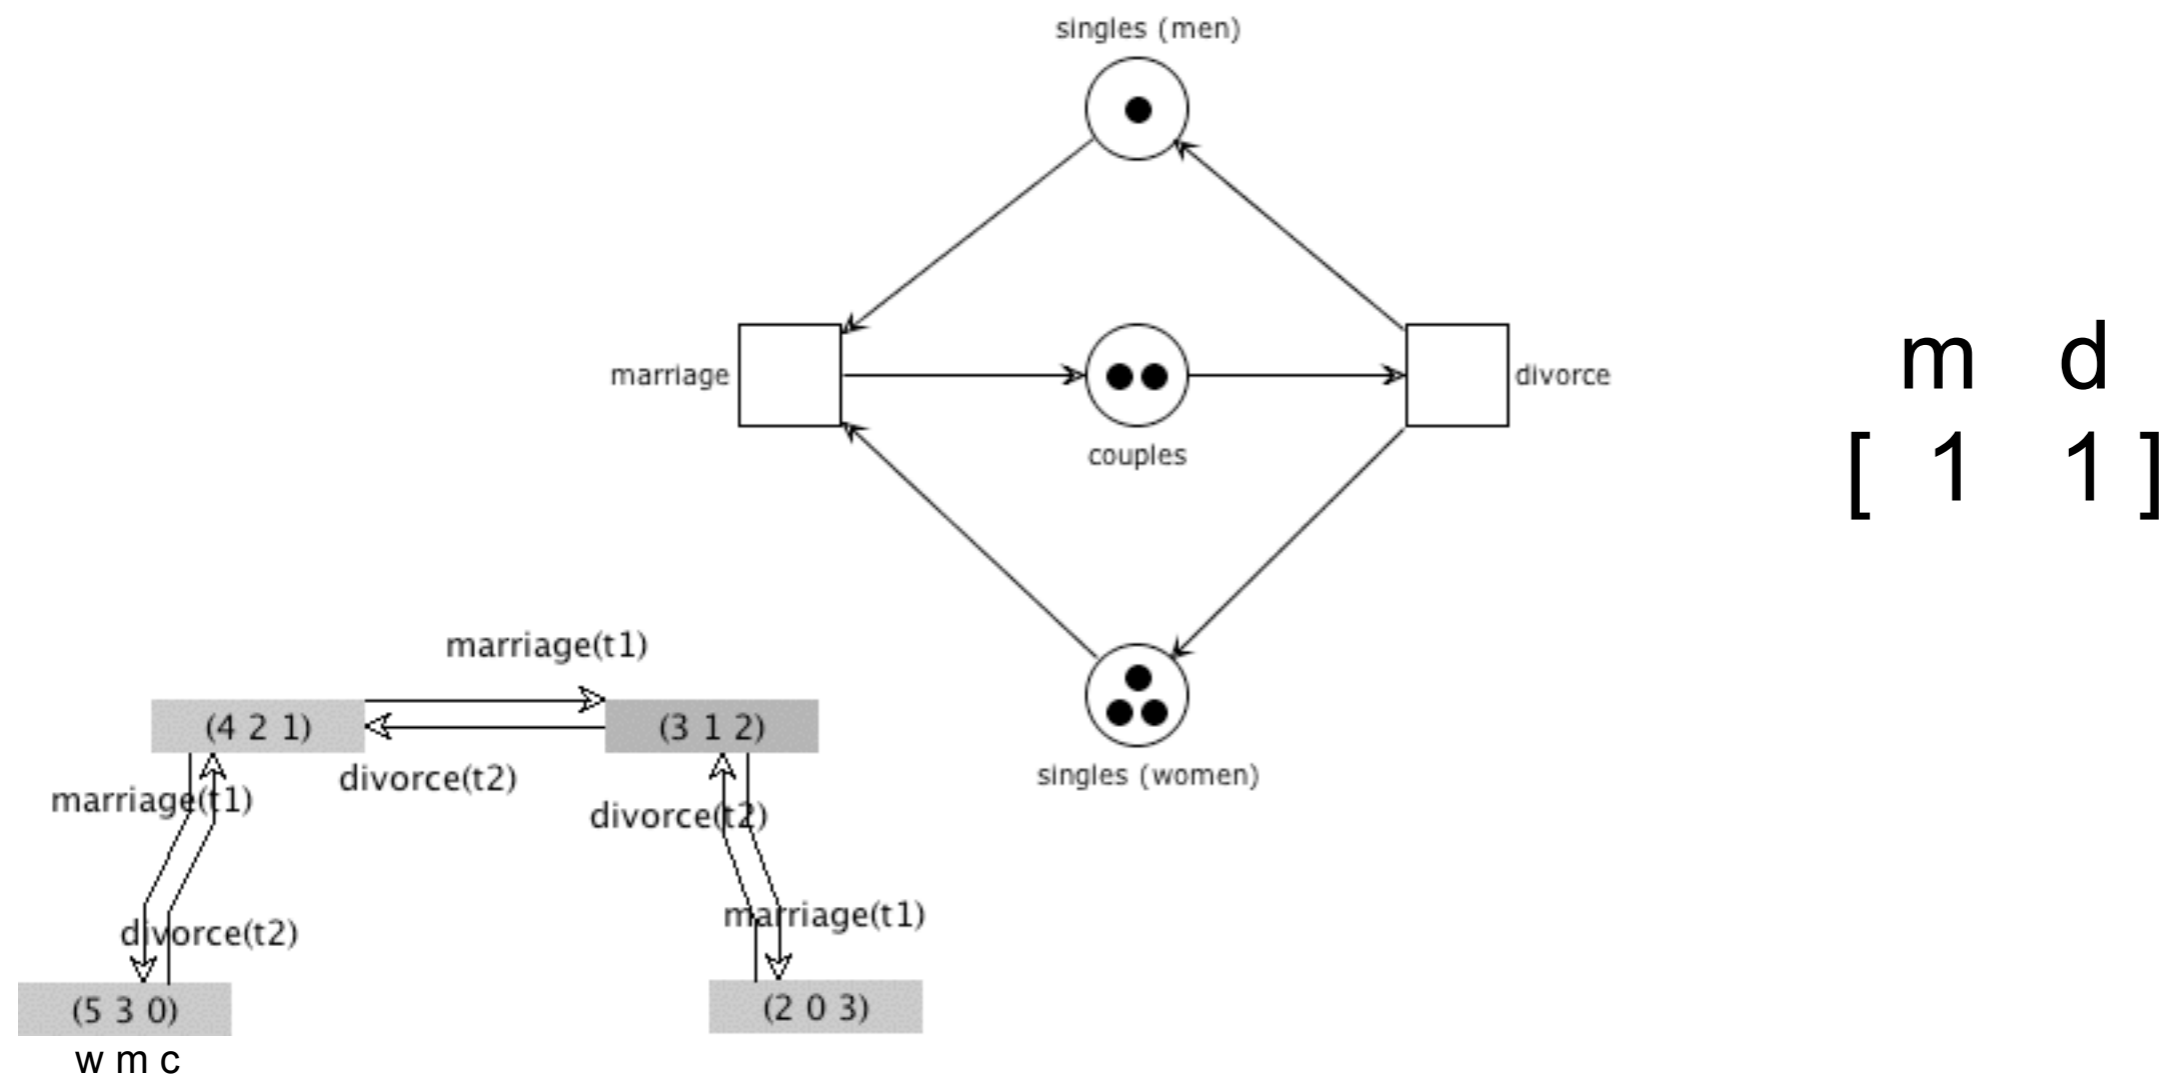 singles (men)
marriage
divorce
couples
singles (women)
m d
[ 1 1 ]
marriage(t1)
(4 2 1)
(3 1 2)
divorce(t2)
marriage(t1)
divorce(t2)
divorce(t2)
marriage(t1)
(5 3 0)
(2 0 3)
w m c